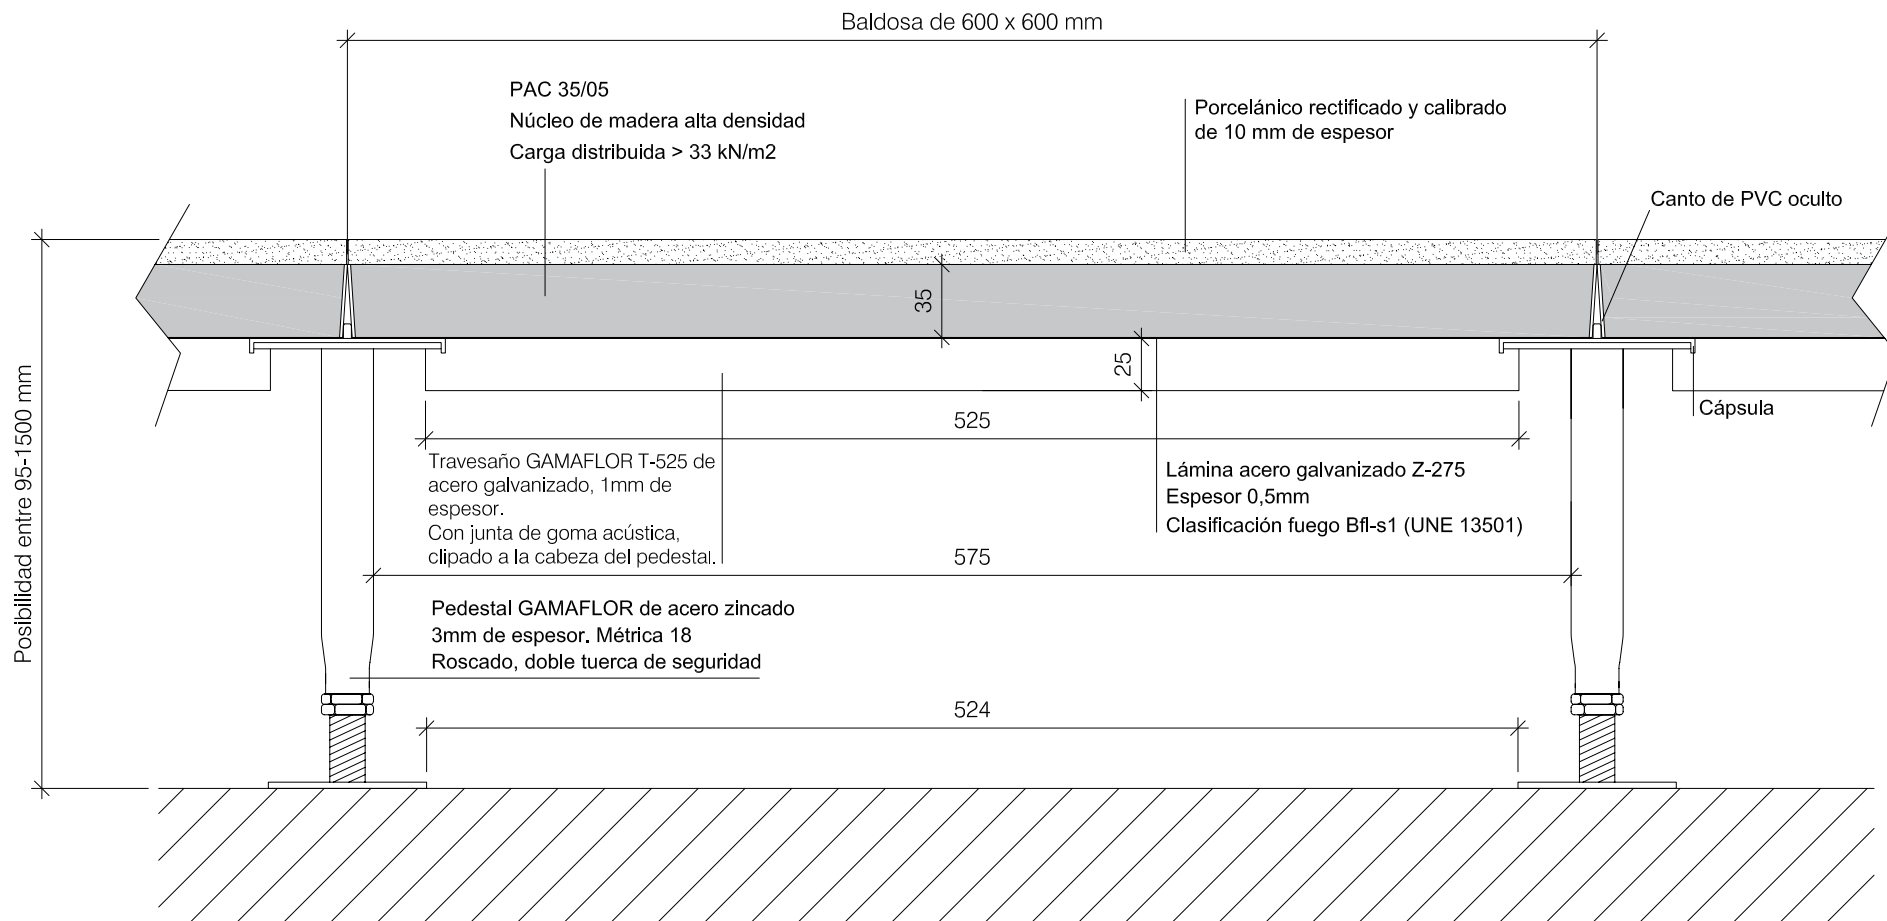 Baldosa de 600 x 600 mm
PAC 35/05
Núcleo de madera alta densidad
Carga distribuida > 33 kN/m2
Porcelánico rectificado y calibrado
de 10 mm de espesor
Canto de PVC oculto
35
25
Cápsula
525
Travesaño GAMAFLOR T-525 de
acero galvanizado, 1mm de
espesor.
Con junta de goma acústica,
clipado a la cabeza del pedestal.
Lámina acero galvanizado Z-275
Espesor 0,5mm
Clasificación fuego Bfl-s1 (UNE 13501)
575
Pedestal GAMAFLOR de acero zincado
3mm de espesor. Métrica 18
Roscado, doble tuerca de seguridad
524
Posibilidad entre 95-1500 mm